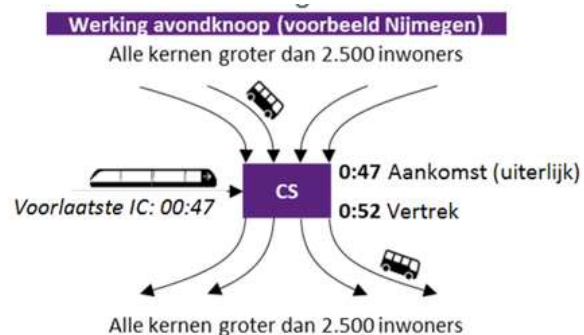 Werking avondknoop (voorbeeld Nijmegen)
Alle kernen groter dan 2.500 inwoners
CS
0:47 Aankomst (uiterlijk)
Voorlaatste IC: 00:47
0:52 Vertrek
Alle kernen groter dan 2.500 inwoners